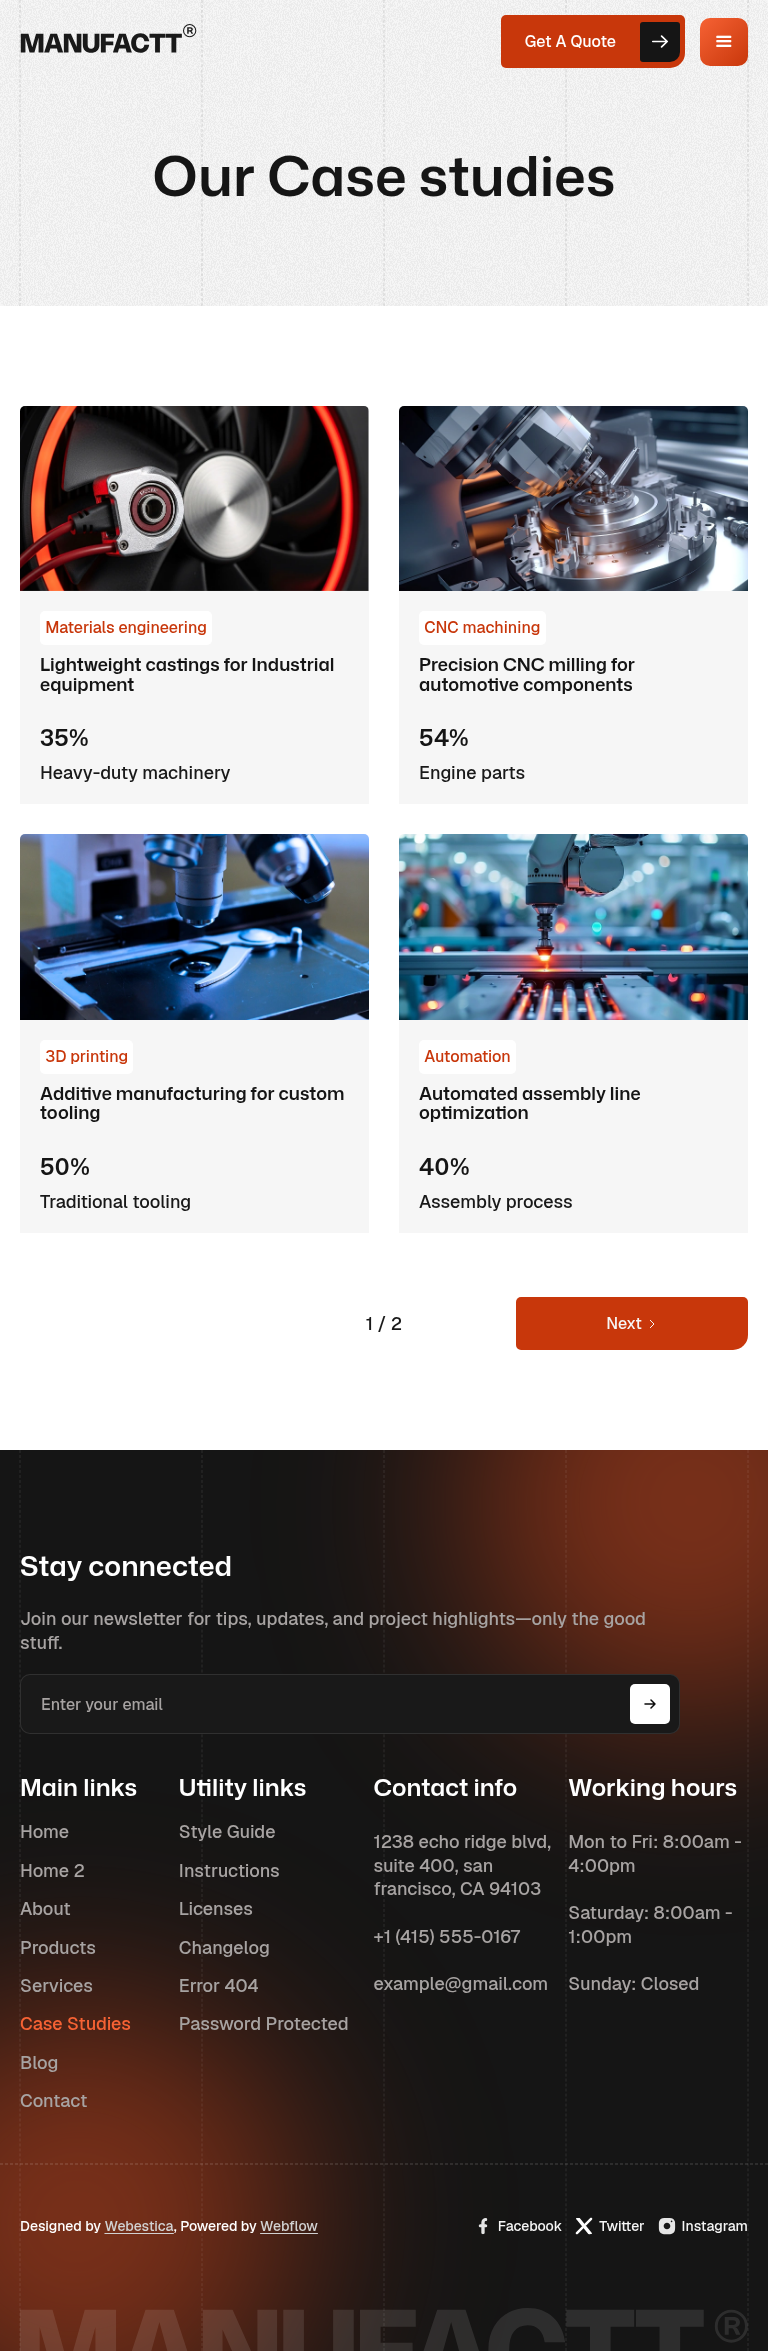 MANUFACTT®
Get A Quote
Our Case studies
Materials engineering
Lightweight castings for Industrial
equipment
35%
Heavy-duty machinery
CNC machining
Precision CNC milling for
automotive components
54%
Engine parts
3D printing
Additive manufacturing for custom
tooling
50%
Traditional tooling
Automation
Automated assembly line
optimization
40%
Assembly process
1 / 2
Next
Stay connected
Join our newsletter for tips, updates, and project highlights—only the good
stuff.
Enter your email
Main links
Home
Home 2
About
Products
Services
Case Studies
Blog
Contact
Utility links
Style Guide
Instructions
Licenses
Changelog
Error 404
Password Protected
Contact info
1238 echo ridge blvd,
suite 400, san
francisco, CA 94103
+1 (415) 555-0167
example@gmail.com
Working hours
Mon to Fri: 8:00am -
4:00pm
Saturday: 8:00am -
1:00pm
Sunday: Closed
Designed by Webestica, Powered by Webflow
Facebook
Twitter
Instagram
MANUFACTT®